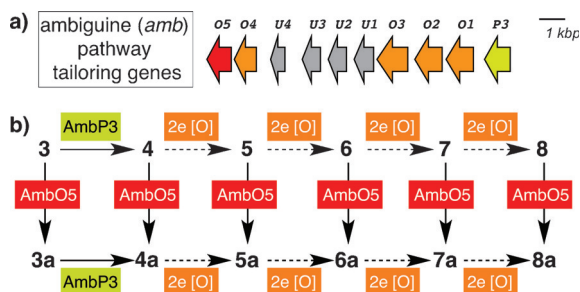 a)
ambiguine (amb)
pathway
tailoring genes
O5 O4 U4 U3 U2 U1 O3 O2 O1 P3
1 kbp
b)
AmbP3 2e [O] 2e [O] 2e [O] 2e [O]
3 4 5 6 7 8
AmbO5 AmbO5 AmbO5 AmbO5 AmbO5 AmbO5
3a 4a 5a 6a 7a 8a
AmbP3 2e [O] 2e [O] 2e [O] 2e [O]